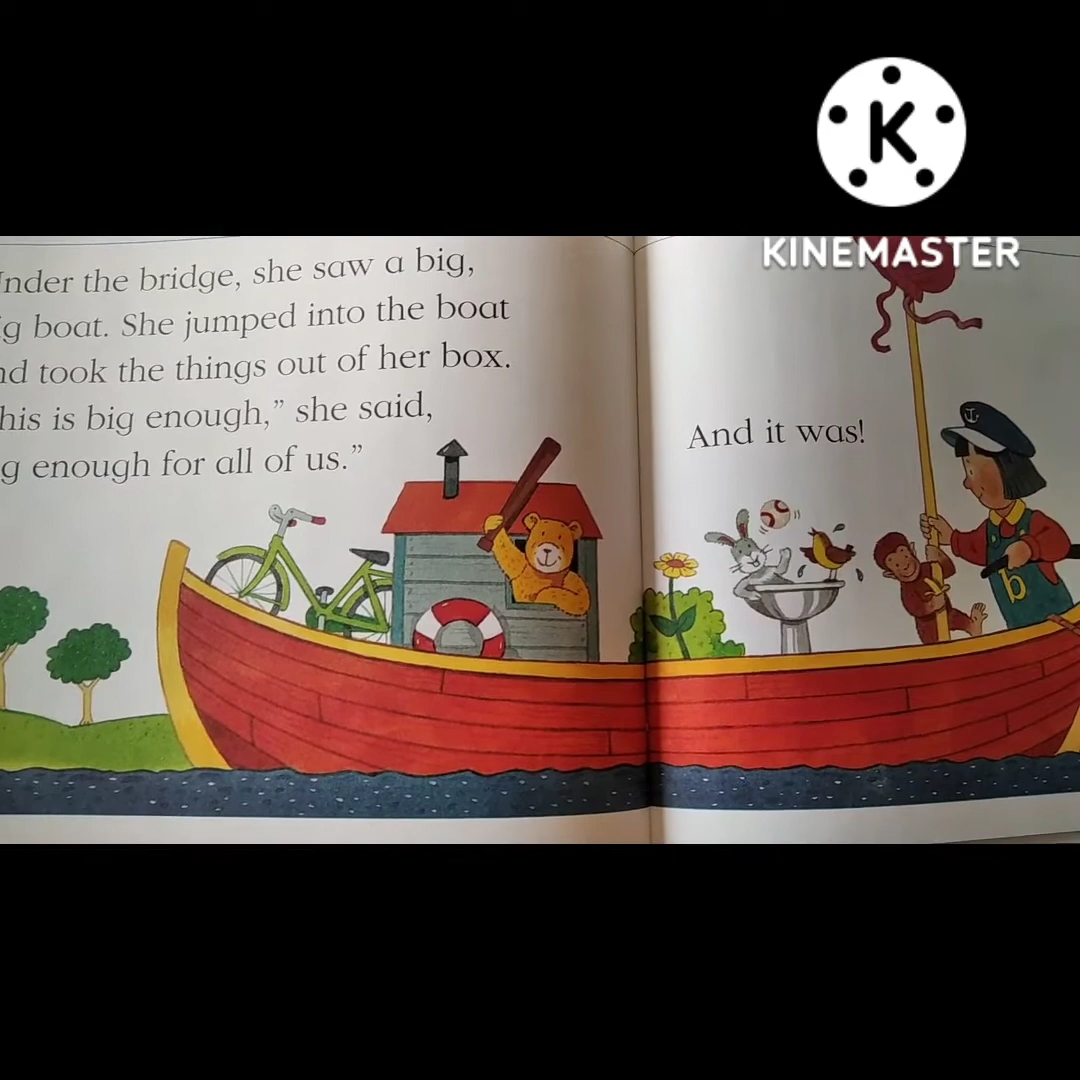 K
KINEMASTER
nder the bridge, she saw a big,
ig boat. She jumped into the boat
nd took the things out of her box.
his is big enough,” she said,
g enough for all of us.”
And it was!
b